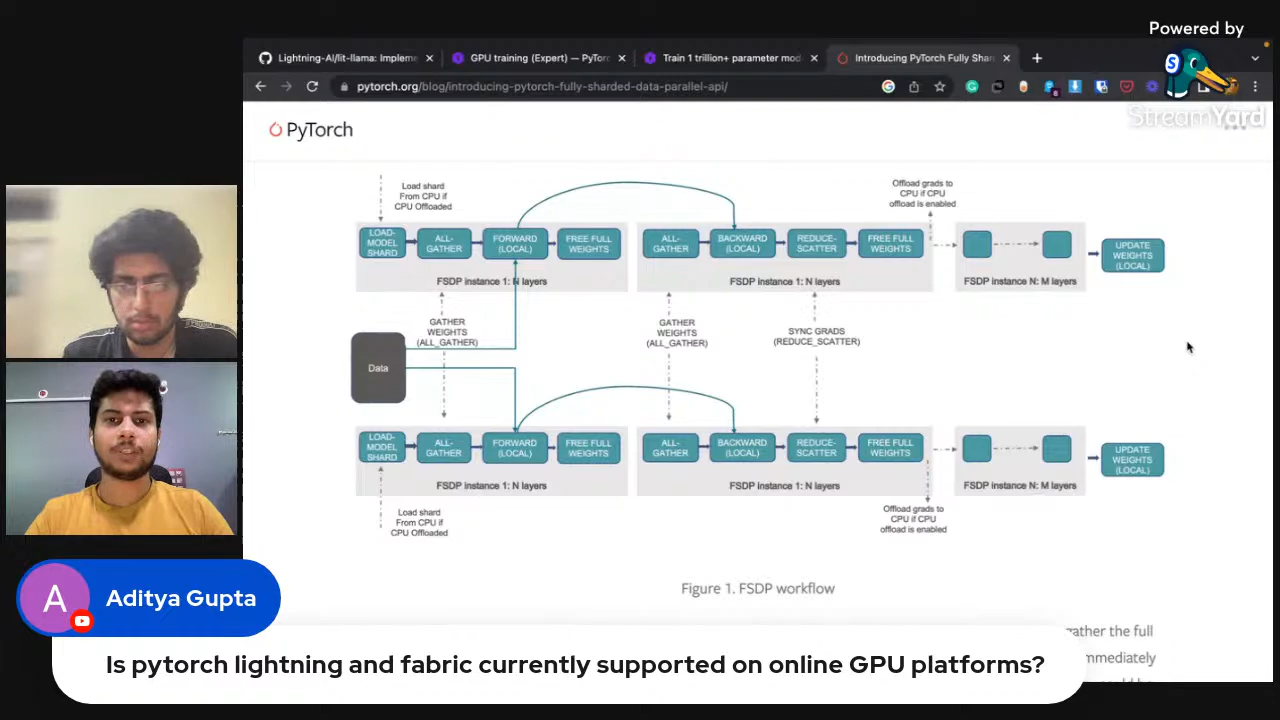 Powered by
StreamYard
Lightning-AI/lit-llama: Impleme
GPU training (Expert) — PyTorc
Train 1 trillion+ parameter mod
Introducing PyTorch Fully Shar
pytorch.org/blog/introducing-pytorch-fully-sharded-data-parallel-api/
PyTorch
Load shard
From CPU if
CPU Offloaded
Offload grads to
CPU if CPU
offload is enabled
LOAD-
MODEL
SHARD
ALL-
GATHER
FORWARD
(LOCAL)
FREE FULL
WEIGHTS
ALL-
GATHER
BACKWARD
(LOCAL)
REDUCE-
SCATTER
FREE FULL
WEIGHTS
UPDATE
WEIGHTS
(LOCAL)
FSDP instance 1: N layers
FSDP instance 1: N layers
FSDP instance N: M layers
GATHER
WEIGHTS
(ALL_GATHER)
GATHER
WEIGHTS
(ALL_GATHER)
SYNC GRADS
(REDUCE_SCATTER)
Data
LOAD-
MODEL
SHARD
ALL-
GATHER
FORWARD
(LOCAL)
FREE FULL
WEIGHTS
ALL-
GATHER
BACKWARD
(LOCAL)
REDUCE-
SCATTER
FREE FULL
WEIGHTS
UPDATE
WEIGHTS
(LOCAL)
FSDP instance 1: N layers
FSDP instance 1: N layers
FSDP instance N: M layers
Load shard
From CPU if
CPU Offloaded
Offload grads to
CPU if CPU
offload is enabled
Figure 1. FSDP workflow
the full
A
Aditya Gupta
Is pytorch lightning and fabric currently supported on online GPU platforms?